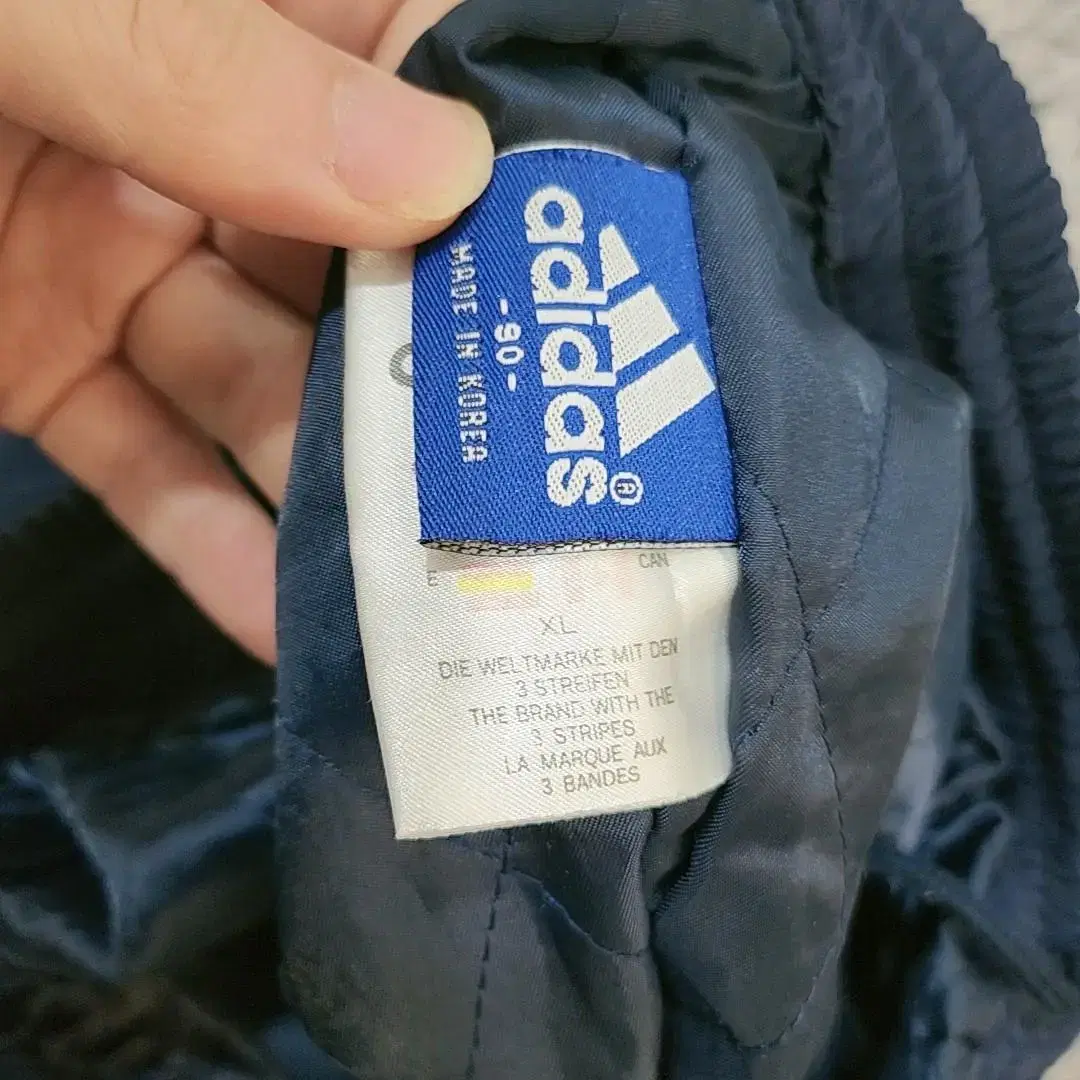 adidas®
-90-
MADE IN KOREA
E
CAN
XL
DIE WELTMARKE MIT DEN
3 STREIFEN
THE BRAND WITH THE
3 STRIPES
LA MARQUE AUX
3 BANDES